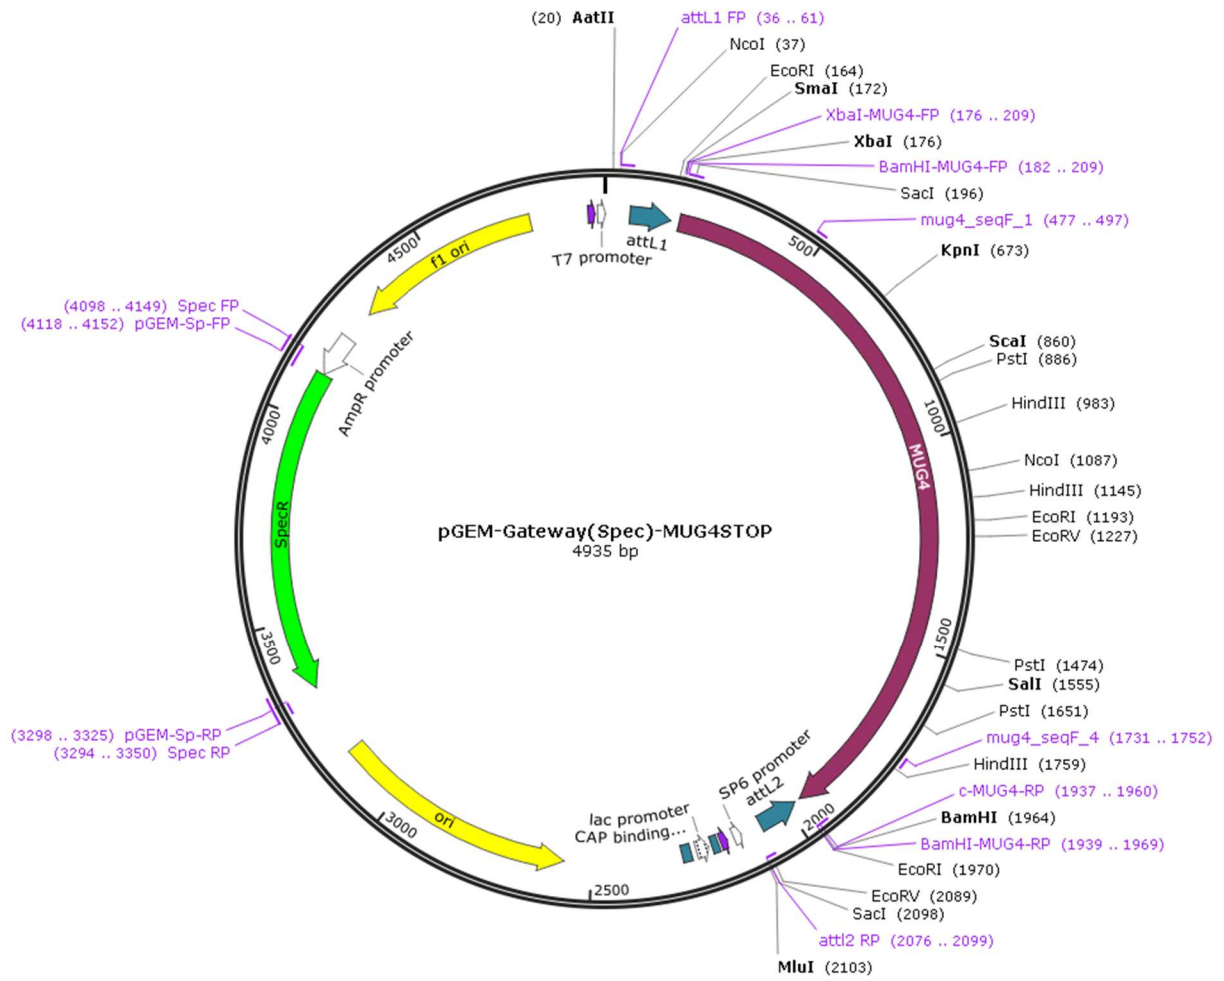 (20) AatII
attL1 FP (36 .. 61)
NcoI (37)
EcoRI (164)
SmaI (172)
XbaI-MUG4-FP (176 .. 209)
XbaI (176)
BamHI-MUG4-FP (182 .. 209)
SacI (196)
mug4_seqF_1 (477 .. 497)
KpnI (673)
ScaI (860)
PstI (886)
HindIII (983)
NcoI (1087)
HindIII (1145)
EcoRI (1193)
EcoRV (1227)
PstI (1474)
SalI (1555)
PstI (1651)
mug4_seqF_4 (1731 .. 1752)
HindIII (1759)
c-MUG4-RP (1937 .. 1960)
BamHI (1964)
BamHI-MUG4-RP (1939 .. 1969)
EcoRI (1970)
EcoRV (2089)
SacI (2098)
attl2 RP (2076 .. 2099)
MluI (2103)
(3298 .. 3325) pGEM-Sp-RP
(3294 .. 3350) Spec RP
(4098 .. 4149) Spec FP
(4118 .. 4152) pGEM-Sp-FP
500
1000
1500
2000
2500
3000
3500
4000
4500
T7 promoter
attL1
MUG4
attL2
SP6 promoter
lac promoter
CAP binding...
ori
SpecR
AmpR promoter
f1 ori
pGEM-Gateway(Spec)-MUG4STOP
4935 bp